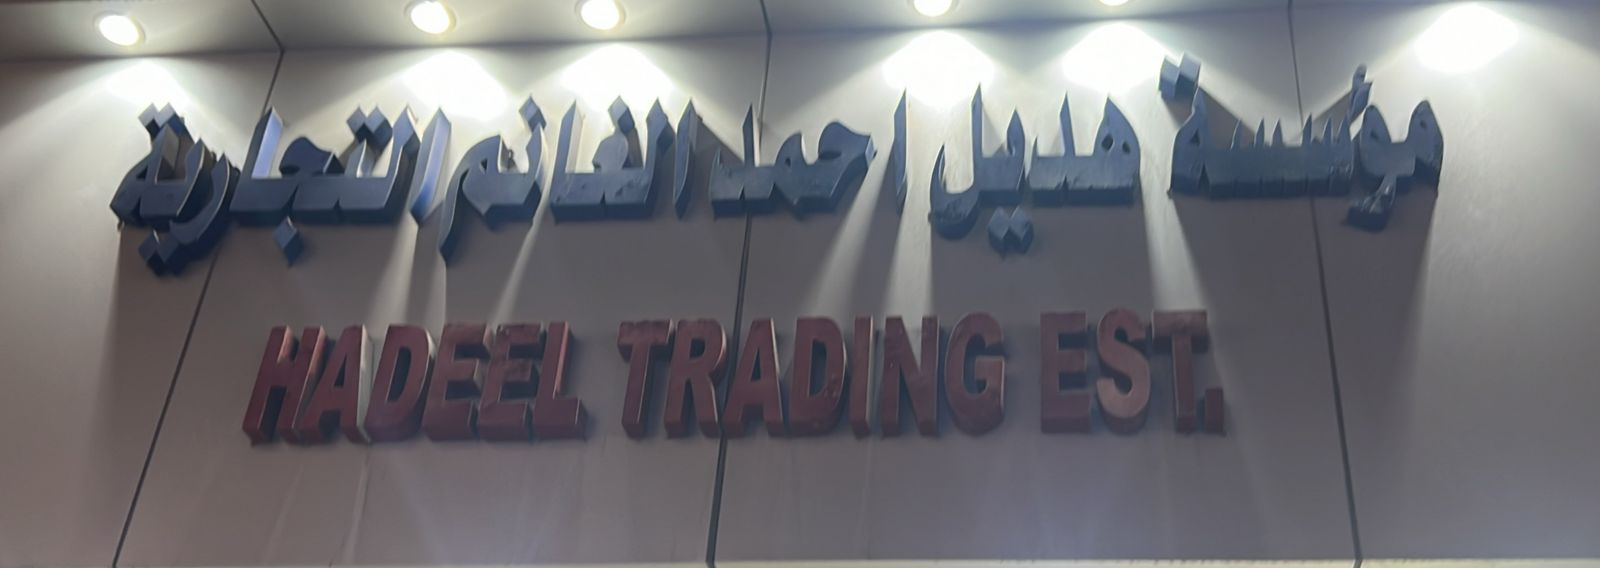 مؤسسة هديل احمد الغانم التجارية
HADEEL TRADING EST.